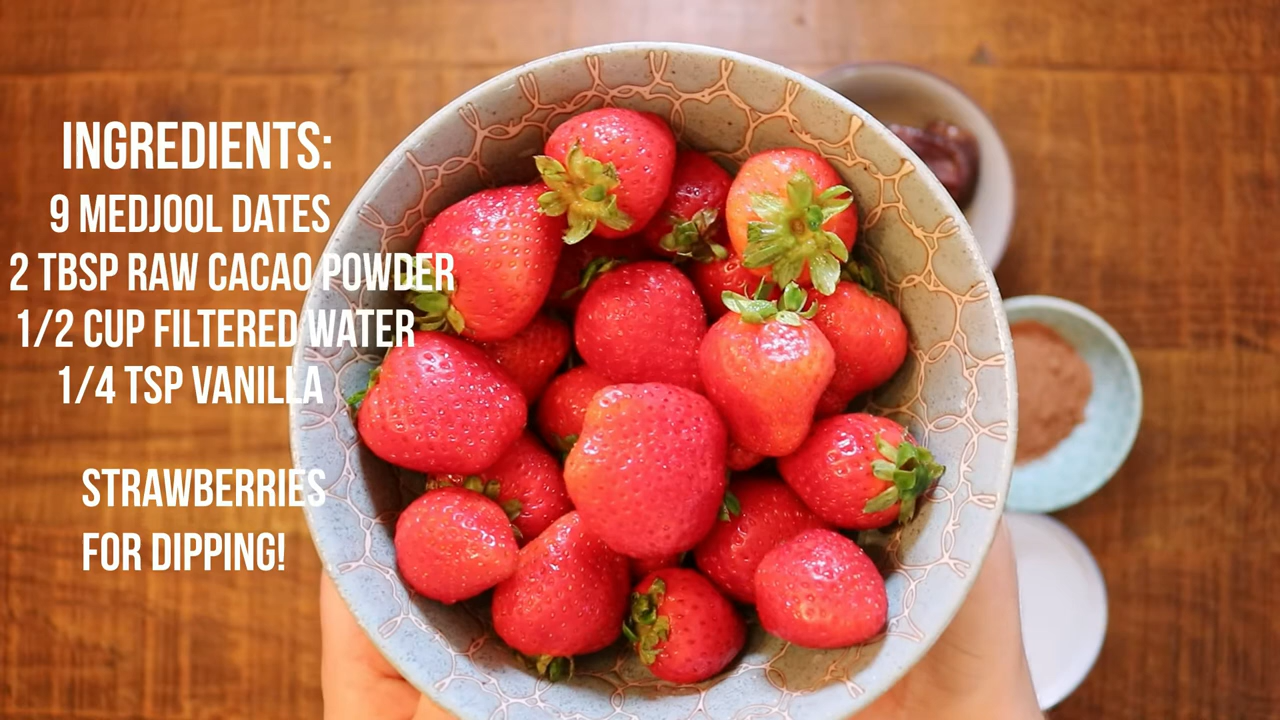 INGREDIENTS:
9 MEDJOOL DATES
2 TBSP RAW CACAO POWDER
1/2 CUP FILTERED WATER
1/4 TSP VANILLA
STRAWBERRIES
FOR DIPPING!